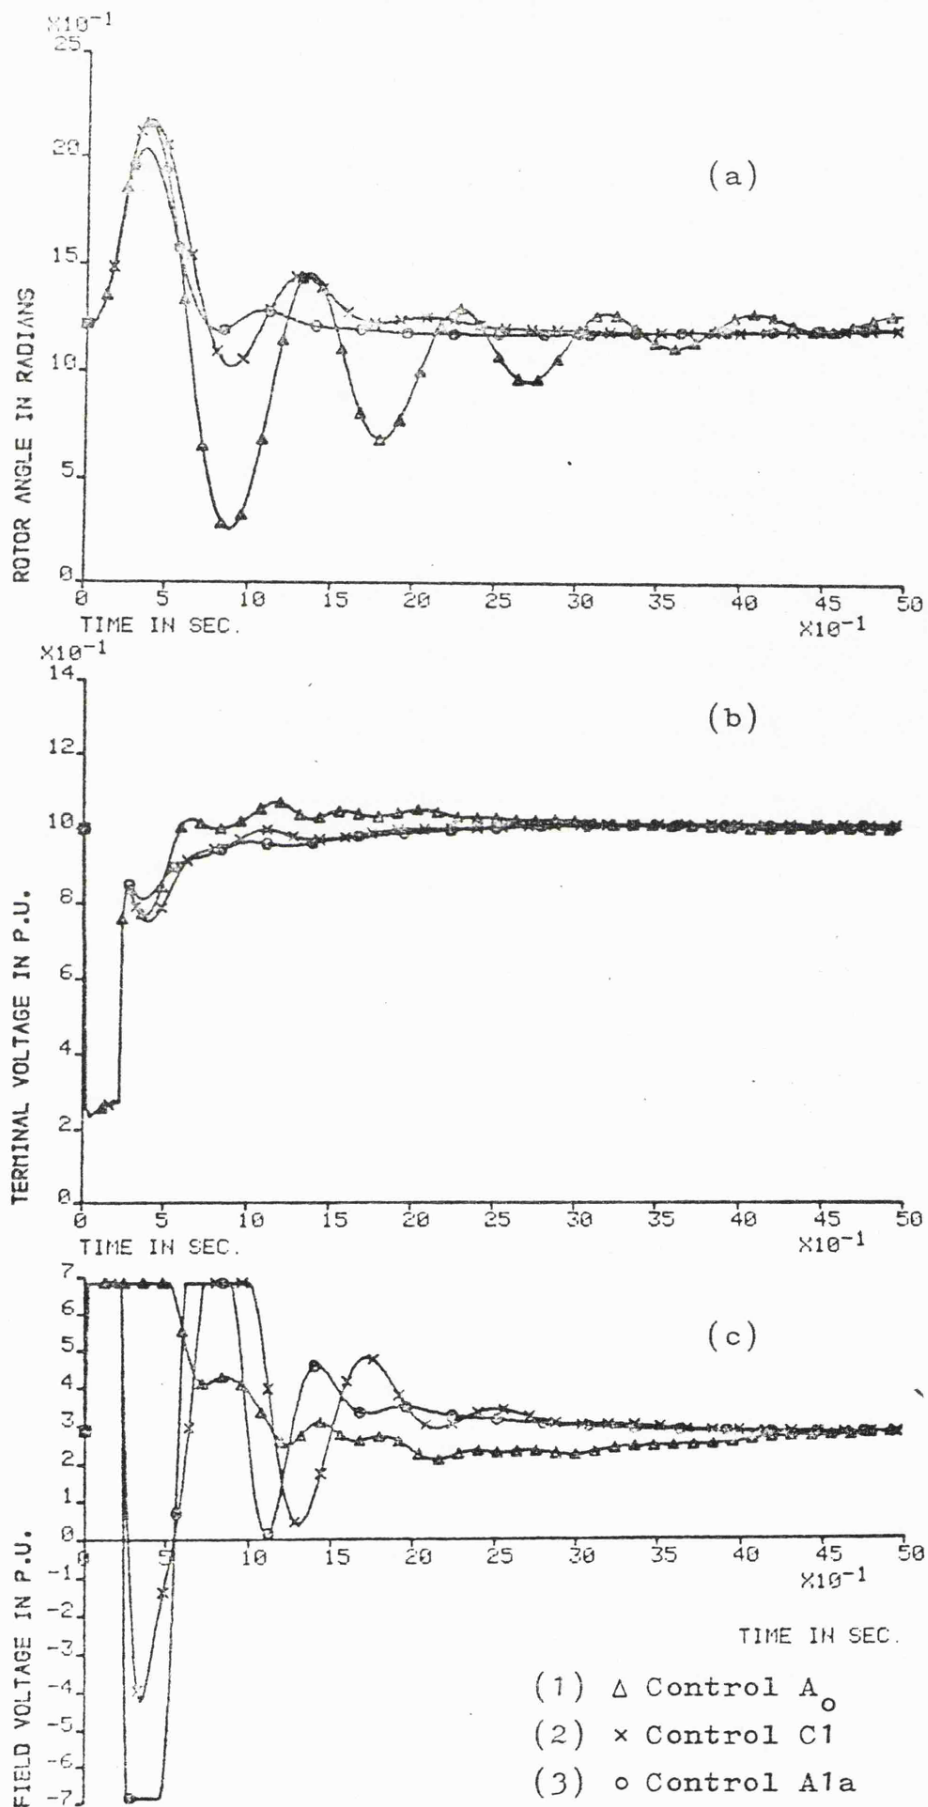 X10-1
25
20
15
10
5
0
ROTOR ANGLE IN RADIANS
(a)
0 5 10 15 20 25 30 35 40 45 50
TIME IN SEC.
X10-1
X10-1
14
12
10
8
6
4
2
0
TERMINAL VOLTAGE IN P.U.
(b)
0 5 10 15 20 25 30 35 40 45 50
TIME IN SEC.
X10-1
7
6
5
4
3
2
1
0
-1
-2
-3
-4
-5
-6
-7
FIELD VOLTAGE IN P.U.
(c)
0 5 10 15 20 25 30 35 40 45 50
X10-1
TIME IN SEC.
(1) Δ Control Ao
(2) × Control C1
(3) o Control A1a